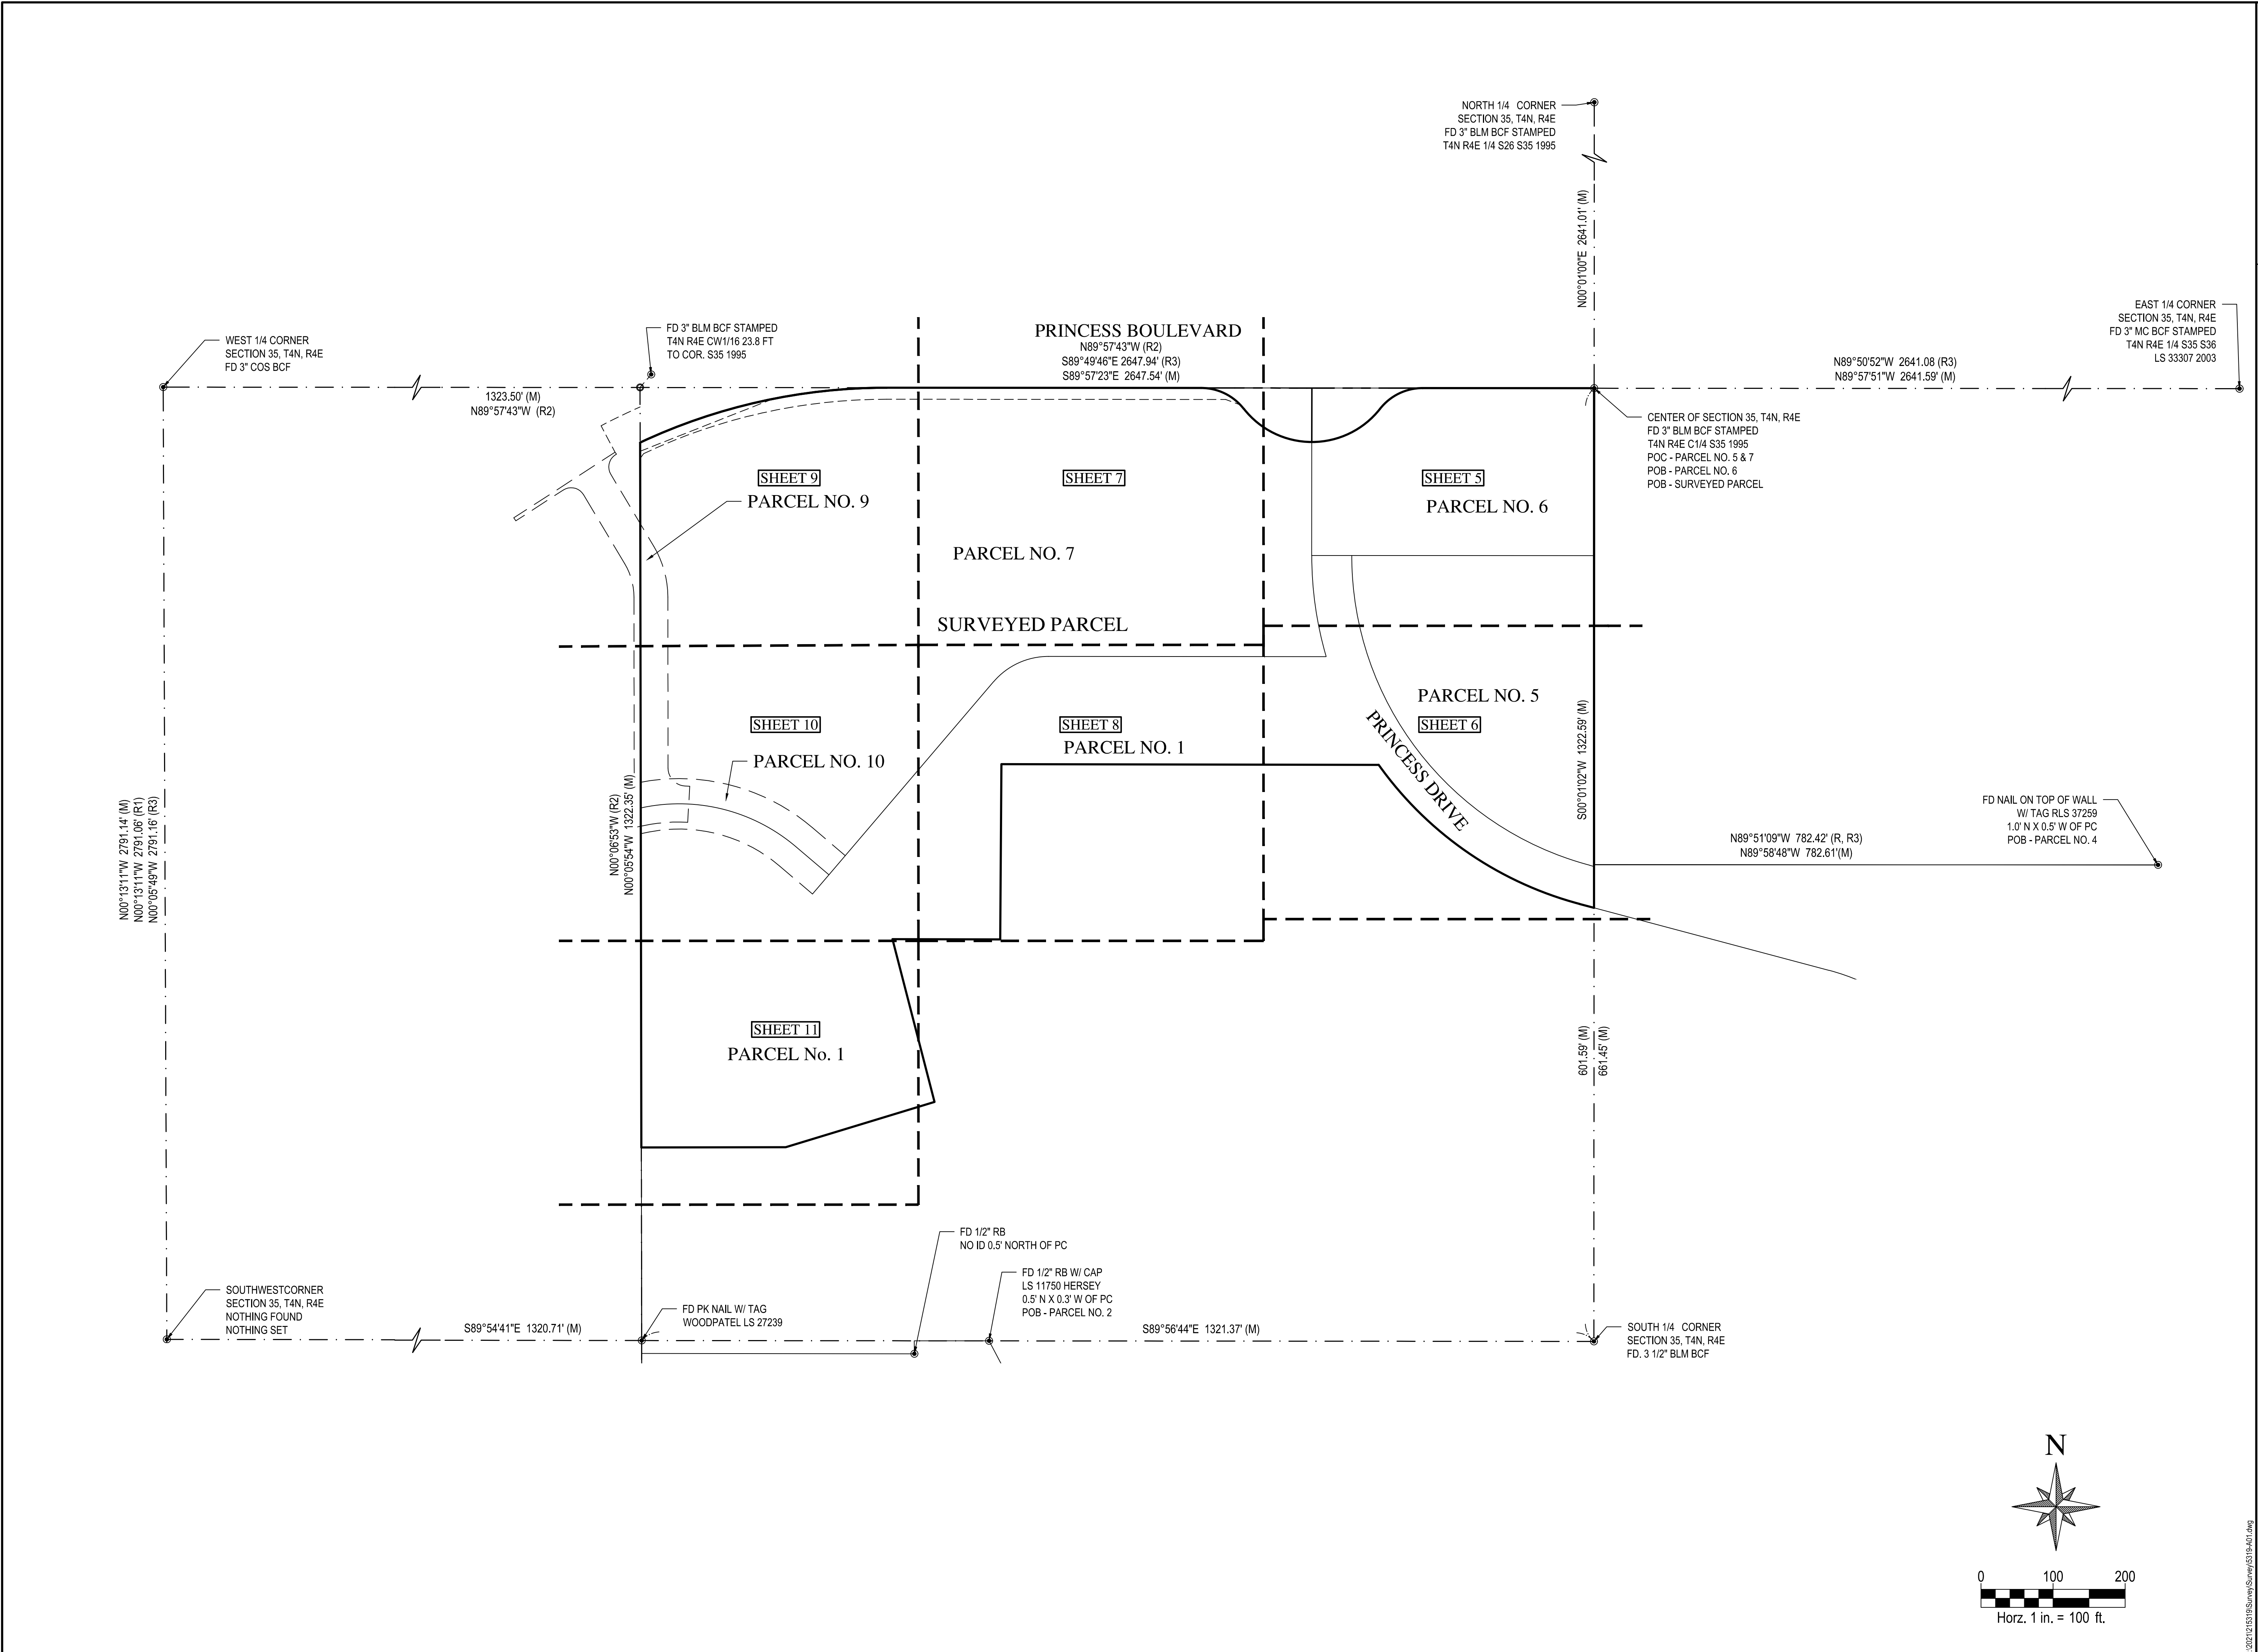 NORTH 1/4 CORNER
SECTION 35, T4N, R4E
FD 3" BLM BCF STAMPED
T4N R4E 1/4 S26 S35 1995
N00°01'00"E 2641.01' (M)
EAST 1/4 CORNER
SECTION 35, T4N, R4E
FD 3" MC BCF STAMPED
T4N R4E 1/4 S35 S36
LS 33307 2003
WEST 1/4 CORNER
SECTION 35, T4N, R4E
FD 3" COS BCF
FD 3" BLM BCF STAMPED
T4N R4E CW1/16 23.8 FT
TO COR. S35 1995
PRINCESS BOULEVARD
N89°57'43"W (R2)
S89°49'46"E 2647.94' (R3)
S89°57'23"E 2647.54' (M)
N89°50'52"W 2641.08 (R3)
N89°57'51"W 2641.59' (M)
1323.50' (M)
N89°57'43"W (R2)
CENTER OF SECTION 35, T4N, R4E
FD 3" BLM BCF STAMPED
T4N R4E C1/4 S35 1995
POC - PARCEL NO. 5 & 7
POB - PARCEL NO. 6
POB - SURVEYED PARCEL
SHEET 9
PARCEL NO. 9
SHEET 7
SHEET 5
PARCEL NO. 6
PARCEL NO. 7
SURVEYED PARCEL
PARCEL NO. 5
SHEET 6
PRINCESS DRIVE
SHEET 10
PARCEL NO. 10
SHEET 8
PARCEL NO. 1
S00°01'02"W 1322.59' (M)
N00°13'11"W 2791.14' (M)
N00°13'11"W 2791.06' (R1)
N00°05'49"W 2791.16' (R3)
N00°06'53"W (R2)
N00°05'54"W 1322.35' (M)
FD NAIL ON TOP OF WALL
W/ TAG RLS 37259
1.0' N X 0.5' W OF PC
POB - PARCEL NO. 4
N89°51'09"W 782.42' (R, R3)
N89°58'48"W 782.61'(M)
SHEET 11
PARCEL No. 1
601.59' (M)
661.45' (M)
FD 1/2" RB
NO ID 0.5' NORTH OF PC
FD 1/2" RB W/ CAP
LS 11750 HERSEY
0.5' N X 0.3' W OF PC
POB - PARCEL NO. 2
SOUTHWESTCORNER
SECTION 35, T4N, R4E
NOTHING FOUND
NOTHING SET
S89°54'41"E 1320.71' (M)
FD PK NAIL W/ TAG
WOODPATEL LS 27239
S89°56'44"E 1321.37' (M)
SOUTH 1/4 CORNER
SECTION 35, T4N, R4E
FD. 3 1/2" BLM BCF
N
0 100 200
Horz. 1 in. = 100 ft.
\2021\215319\Survey\Survey\5319-A01.dwg